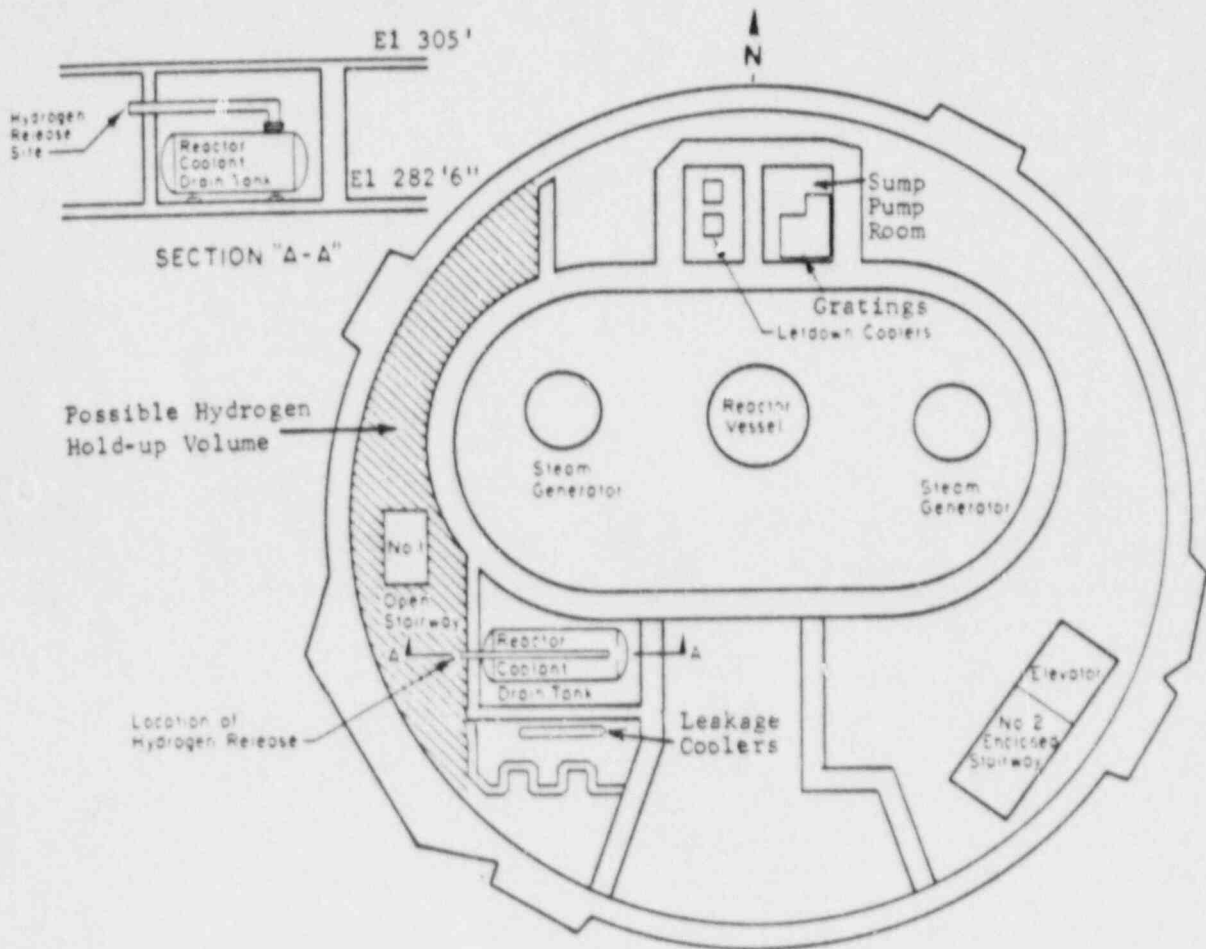 El 305'
N
Hydrogen
Release
Site
Reactor
Coolant
Drain Tank
El 282'6"
SECTION "A-A"
Sump
Pump
Room
Gratings
Letdown Coolers
Possible Hydrogen
Hold-up Volume
Reactor
Vessel
Steam
Generator
Steam
Generator
No.1
Open
Stairway
A
Reactor
Coolant
Drain Tank
A
Location of
Hydrogen Release
Leakage
Coolers
Elevator
No. 2
Enclosed
Stairway